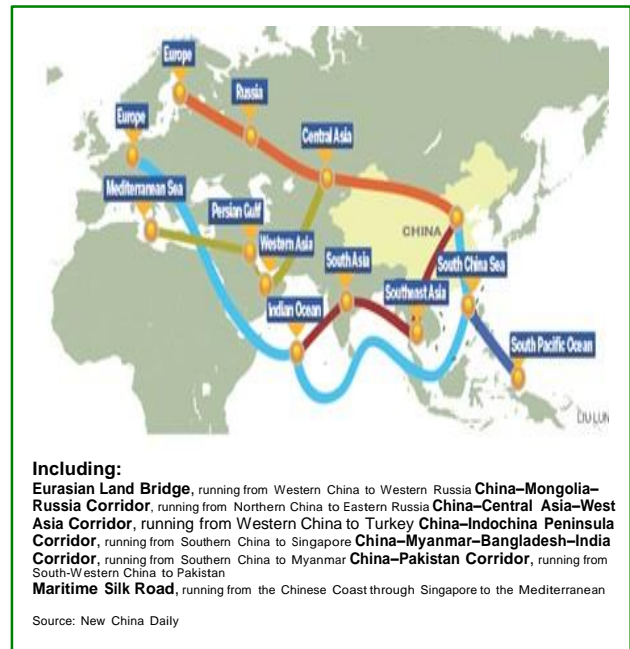 Europe
Russia
Europe
Central Asia
Mediterranean Sea
Persian Gulf
Western Asia
CHINA
South Asia
South China Sea
Southeast Asia
Indian Ocean
South Pacific Ocean
LIU LUN
Including:
Eurasian Land Bridge, running from Western China to Western Russia China–Mongolia–
Russia Corridor, running from Northern China to Eastern Russia China–Central Asia–West
Asia Corridor, running from Western China to Turkey China–Indochina Peninsula
Corridor, running from Southern China to Singapore China–Myanmar–Bangladesh–India
Corridor, running from Southern China to Myanmar China–Pakistan Corridor, running from
South-Western China to Pakistan
Maritime Silk Road, running from the Chinese Coast through Singapore to the Mediterranean
Source: New China Daily